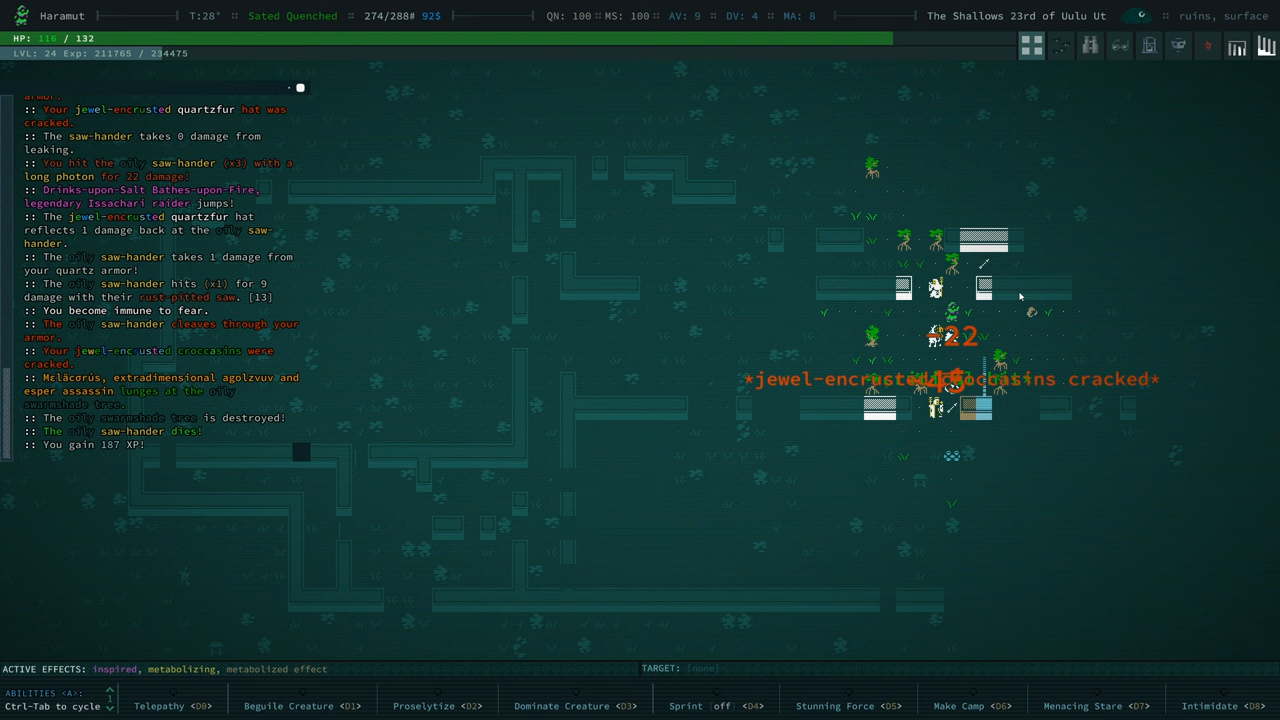 Haramut T:28° :: Sated Quenched :: 274/288# 92$ QN: 100 :: MS: 100 :: AV: 9 :: DV: 4 :: MA: 8 The Shallows 23rd of Uulu Ut :: ruins, surface
HP: 116 / 132
LVL: 24 Exp: 211765 / 234475
armor.
:: Your jewel-encrusted quartzfur hat was
cracked.
:: The saw-hander takes 0 damage from
leaking.
:: You hit the oily saw-hander (x3) with a
long photon for 22 damage!
:: Drinks-upon-Salt Bathes-upon-Fire,
legendary Issachari raider jumps!
:: The jewel-encrusted quartzfur hat
reflects 1 damage back at the oily saw-
hander.
:: The oily saw-hander takes 1 damage from
your quartz armor!
:: The oily saw-hander hits (x1) for 9
damage with their rust-pitted saw. [13]
:: You become immune to fear.
:: The oily saw-hander cleaves through your
armor.
:: Your jewel-encrusted croccasins were
cracked.
:: Μελἄσσrὑς, extradimensional agolzvuv and
esper assassin lunges at the oily
swarmshade tree.
:: The oily swarmshade tree is destroyed!
:: The oily saw-hander dies!
:: You gain 187 XP!
-22
*jewel-encrusted croccasins cracked*
ACTIVE EFFECTS: inspired, metabolizing, metabolized effect
TARGET: [none]
ABILITIES <A>:
Ctrl-Tab to cycle
1
Telepathy <D0> Beguile Creature <D1> Proselytize <D2> Dominate Creature <D3> Sprint [off] <D4> Stunning Force <D5> Make Camp <D6> Menacing Stare <D7> Intimidate <D8>